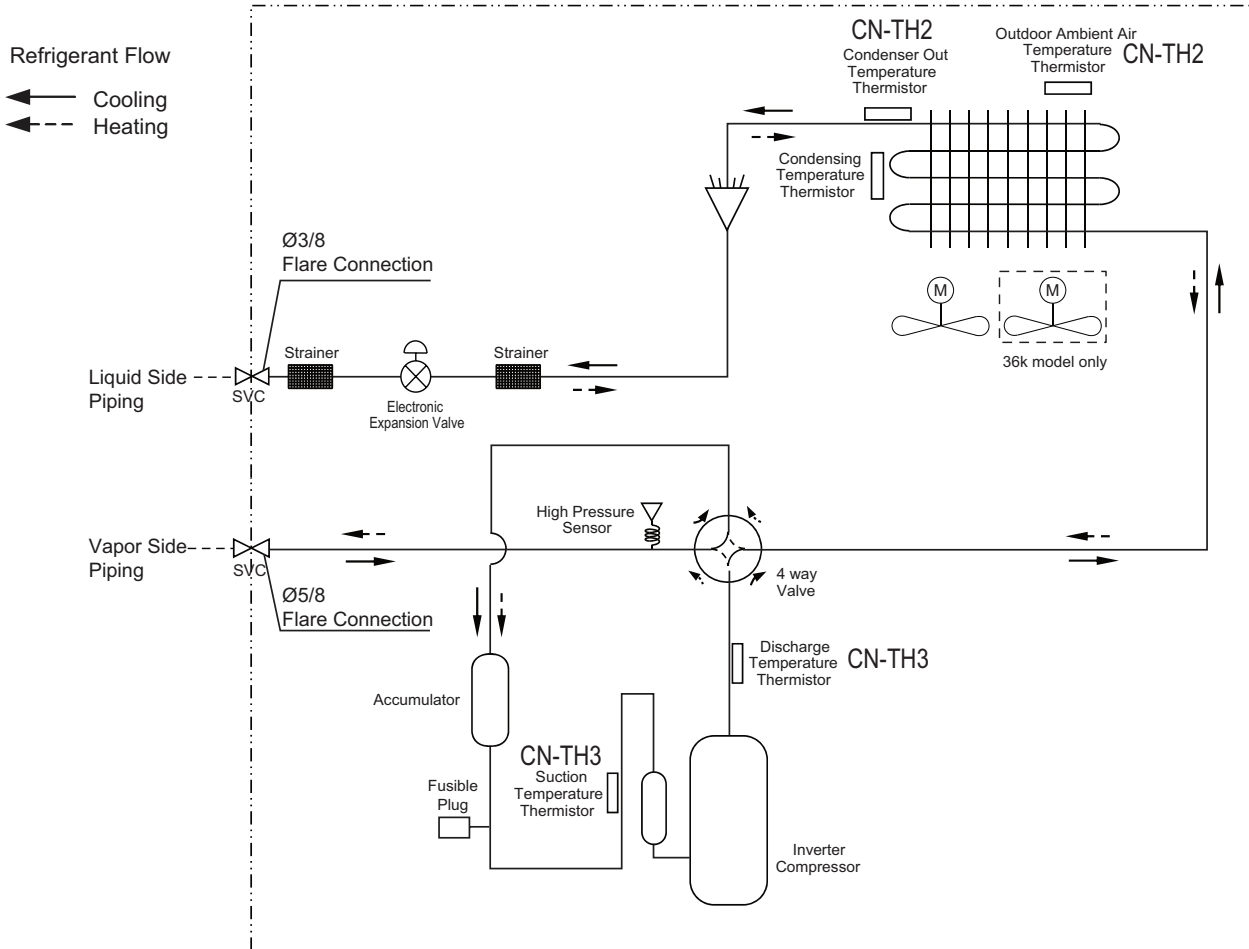 Refrigerant Flow
Cooling
Heating
CN-TH2
Condenser Out
Temperature
Thermistor
Outdoor Ambient Air
Temperature
Thermistor
CN-TH2
Condensing
Temperature
Thermistor
Ø3/8
Flare Connection
M
M
36k model only
Strainer
Strainer
Liquid Side
Piping
SVC
Electronic
Expansion Valve
High Pressure
Sensor
Vapor Side
Piping
SVC
4 way
Valve
Ø5/8
Flare Connection
Discharge
Temperature
Thermistor
CN-TH3
Accumulator
CN-TH3
Suction
Temperature
Thermistor
Fusible
Plug
Inverter
Compressor